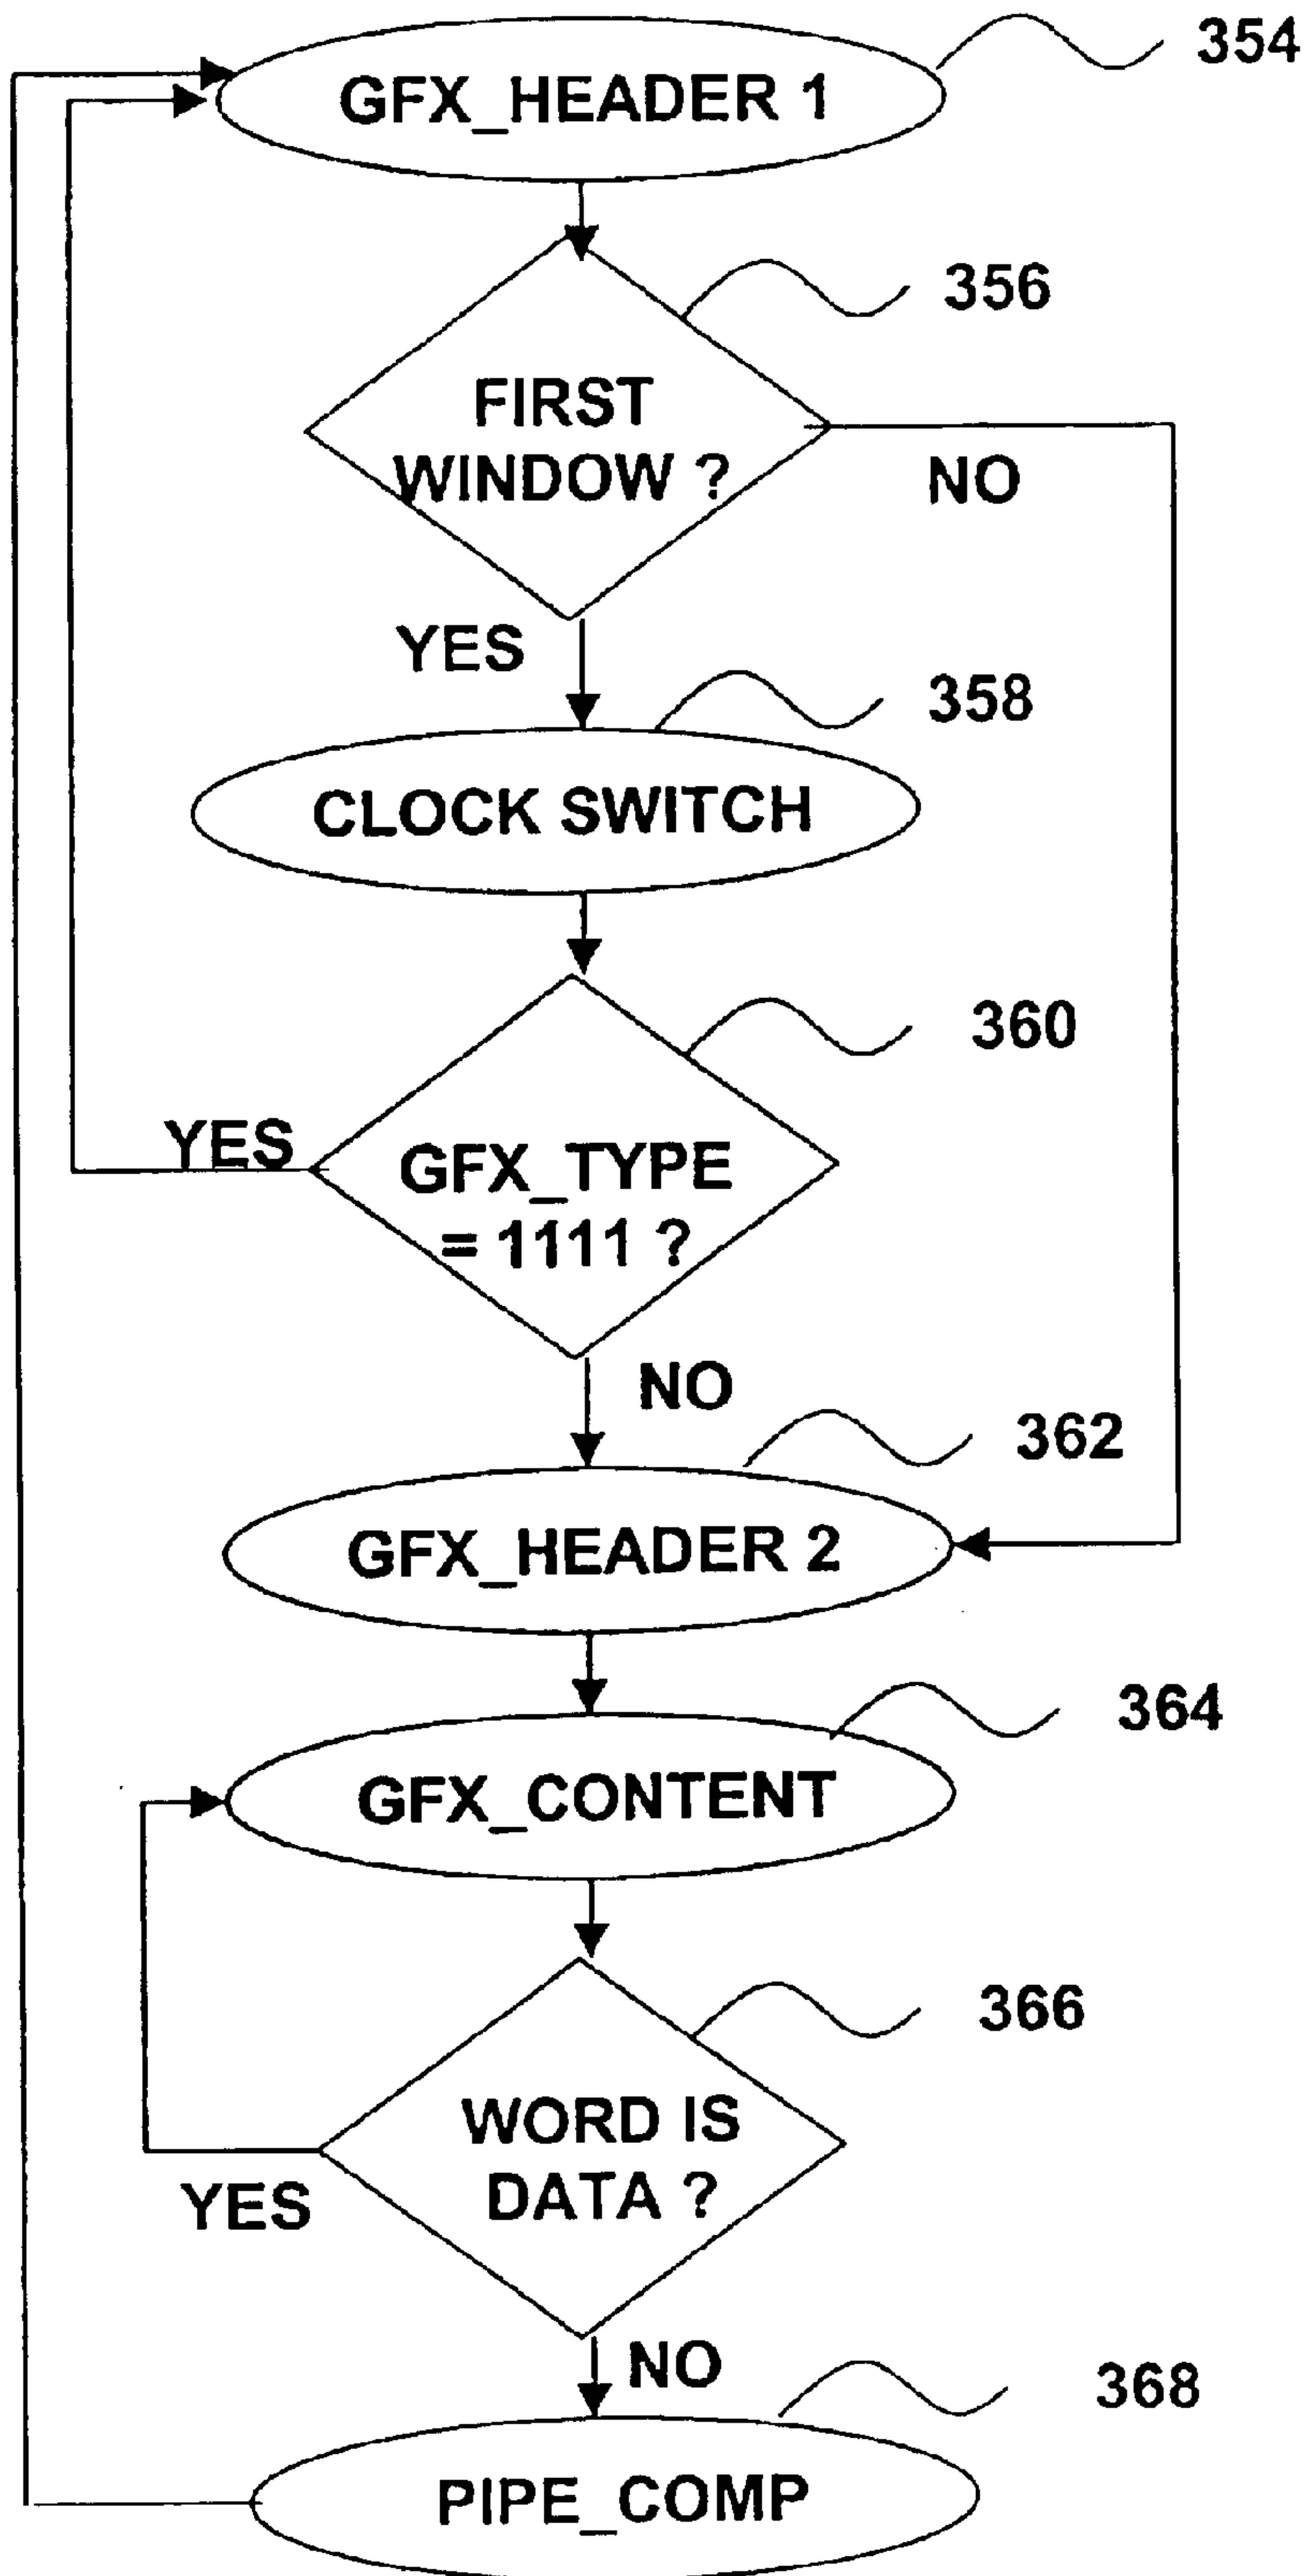 354
GFX_HEADER 1
356
FIRST
WINDOW ?
NO
YES
358
CLOCK SWITCH
360
YES
GFX_TYPE
= 1111 ?
NO
362
GFX_HEADER 2
364
GFX_CONTENT
366
WORD IS
DATA ?
YES
NO
368
PIPE_COMP